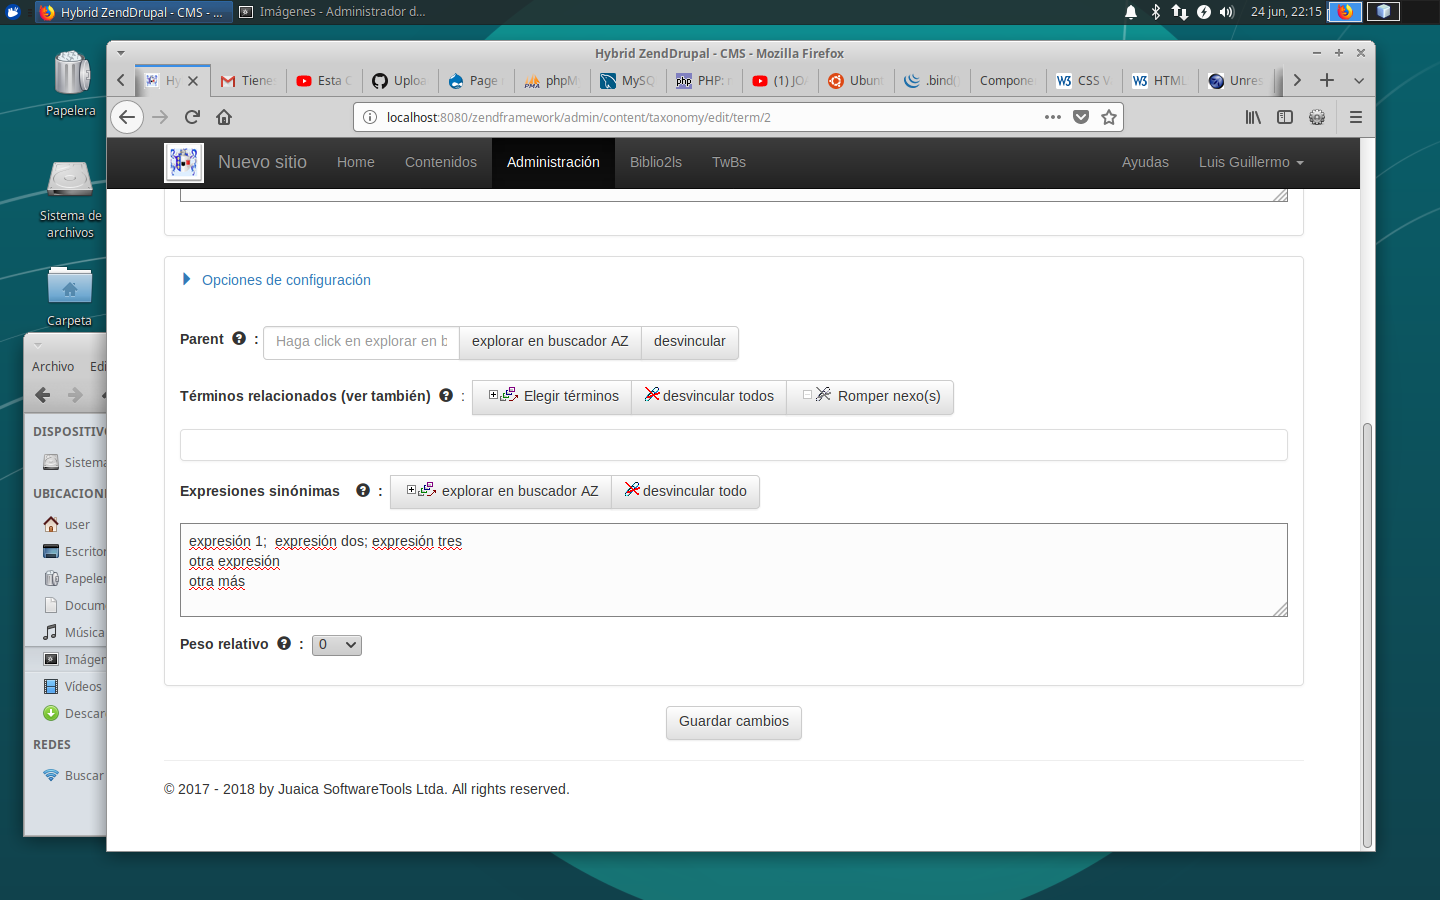 Hybrid ZendDrupal - CMS - ...
Imágenes - Administrador d...
24 jun, 22:15
Papelera
Sistema de
archivos
Carpeta
Archivo
Edi
DISPOSITIVO
Sistema
UBICACION
user
Escritor
Papeler
Docum
Música
Imáger
Vídeos
Descar
REDES
Buscar
Hybrid ZendDrupal - CMS - Mozilla Firefox
Hy
Tiene
Esta C
Uploa
Page
phpM
MySQ
PHP: r
(1) JO
Ubunt
.bind(
Compone
CSS V
HTML
Unres
localhost:8080/zendframework/admin/content/taxonomy/edit/term/2
Nuevo sitio Home Contenidos Administración Biblio2ls TwBs Ayudas Luis Guillermo
Opciones de configuración
Parent : Haga click en explorar en b explorar en buscador AZ desvincular
Términos relacionados (ver también) : Elegir términos desvincular todos Romper nexo(s)
Expresiones sinónimas : explorar en buscador AZ desvincular todo
expresión 1;  expresión dos; expresión tres
otra expresión
otra más
Peso relativo : 0
Guardar cambios
© 2017 - 2018 by Juaica SoftwareTools Ltda. All rights reserved.